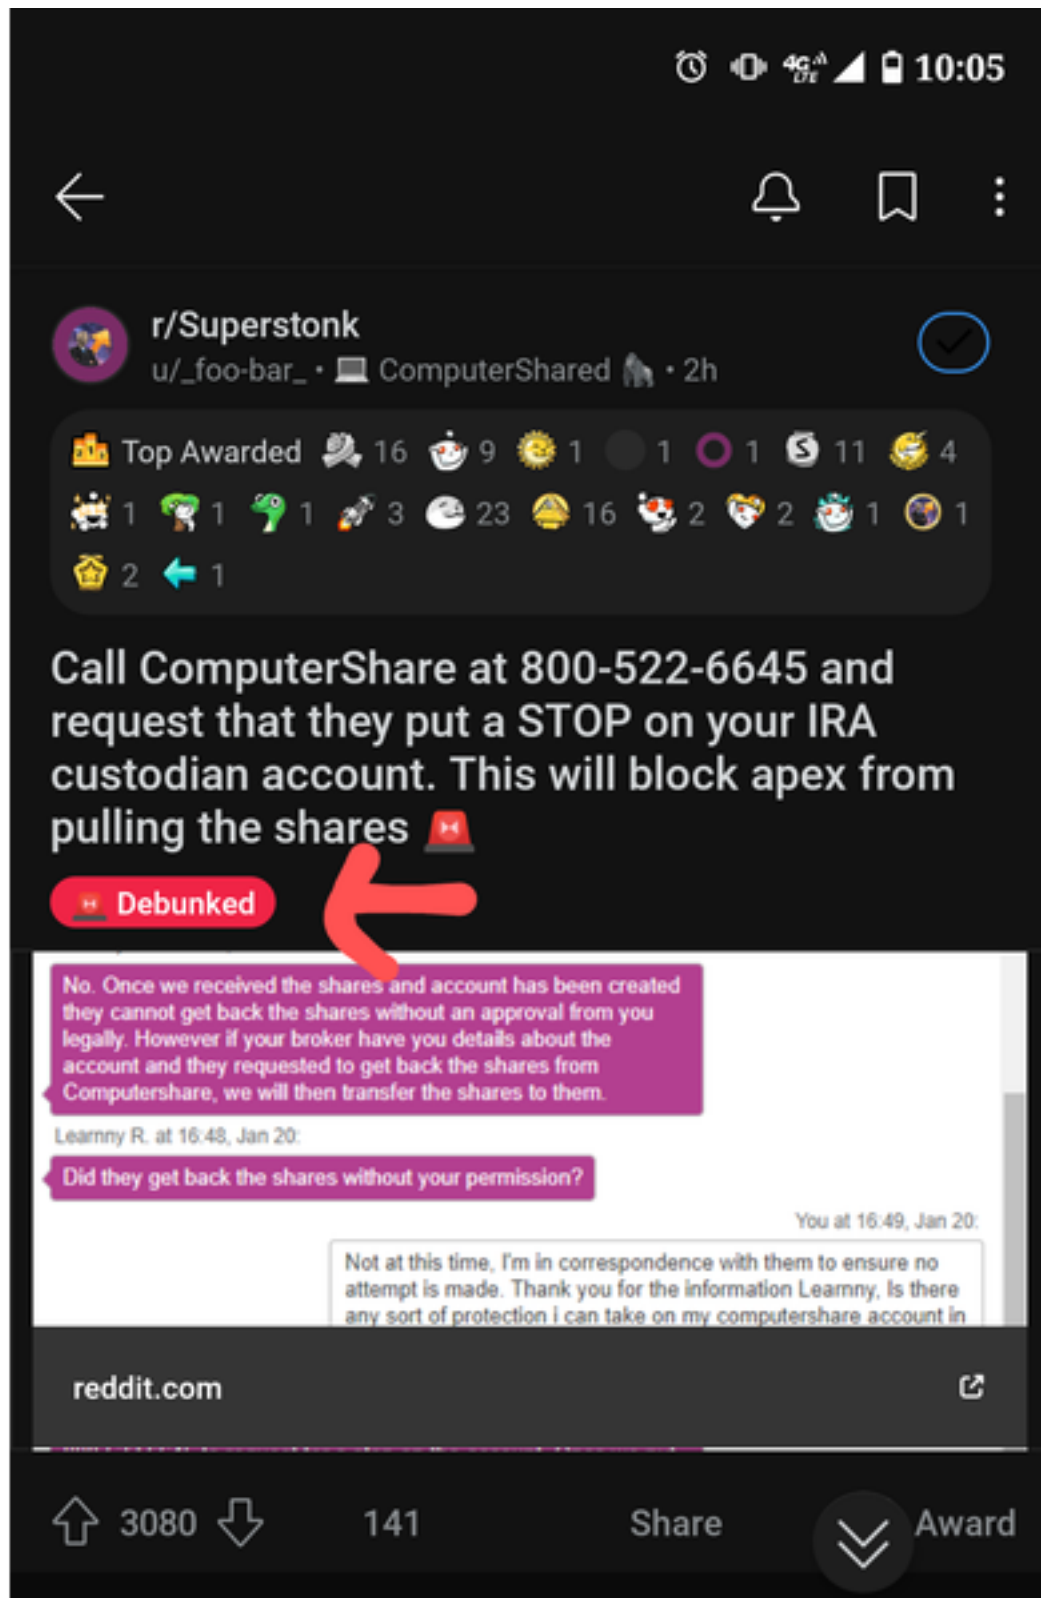 4G LTE 10:05
r/Superstonk
u/_foo-bar_ • 💻 ComputerShared 🦍 • 2h
Top Awarded 16 9 1 1 1 11 4
1 1 1 3 23 16 2 2 1 1
2 1
Call ComputerShare at 800-522-6645 and
request that they put a STOP on your IRA
custodian account. This will block apex from
pulling the shares 🚨
🚨 Debunked
No. Once we received the shares and account has been created
they cannot get back the shares without an approval from you
legally. However if your broker have you details about the
account and they requested to get back the shares from
Computershare, we will then transfer the shares to them.
Learnny R. at 16:48, Jan 20:
Did they get back the shares without your permission?
You at 16:49, Jan 20:
Not at this time, I'm in correspondence with them to ensure no
attempt is made. Thank you for the information Learnny, Is there
any sort of protection i can take on my computershare account in
reddit.com
3080 141 Share Award